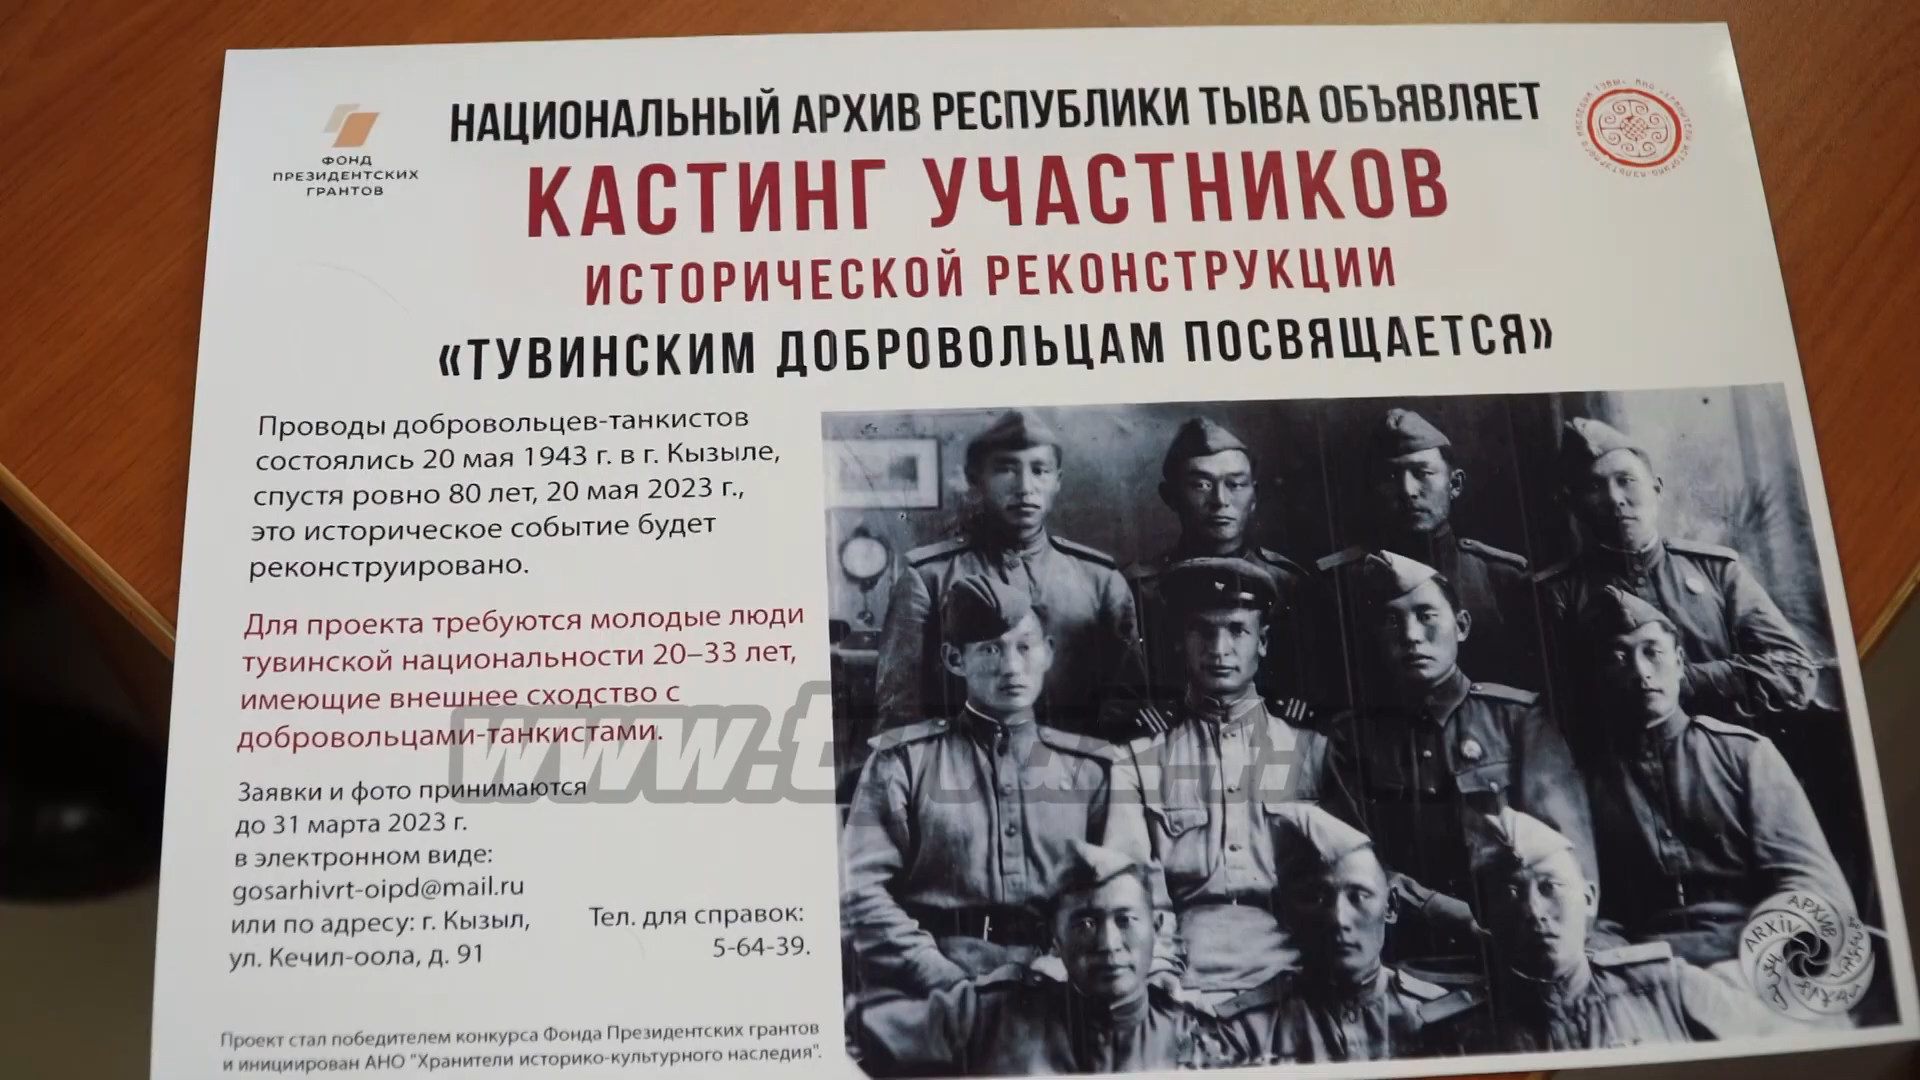 ФОНД
ПРЕЗИДЕНТСКИХ
ГРАНТОВ
НАЦИОНАЛЬНЫЙ АРХИВ РЕСПУБЛИКИ ТЫВА ОБЪЯВЛЯЕТ
КАСТИНГ УЧАСТНИКОВ
ИСТОРИЧЕСКОЙ РЕКОНСТРУКЦИИ
«ТУВИНСКИМ ДОБРОВОЛЬЦАМ ПОСВЯЩАЕТСЯ»
Проводы добровольцев-танкистов
состоялись 20 мая 1943 г. в г. Кызыле,
спустя ровно 80 лет, 20 мая 2023 г.,
это историческое событие будет
реконструировано.
Для проекта требуются молодые люди
тувинской национальности 20–33 лет,
имеющие внешнее сходство с
добровольцами-танкистами.
Заявки и фото принимаются
до 31 марта 2023 г.
в электронном виде:
gosarhivrt-oipd@mail.ru
или по адресу: г. Кызыл,
ул. Кечил-оола, д. 91
Тел. для справок:
5-64-39.
Проект стал победителем конкурса Фонда Президентских грантов
и инициирован АНО "Хранители историко-культурного наследия".
www.
ARXIV
АРХИВ